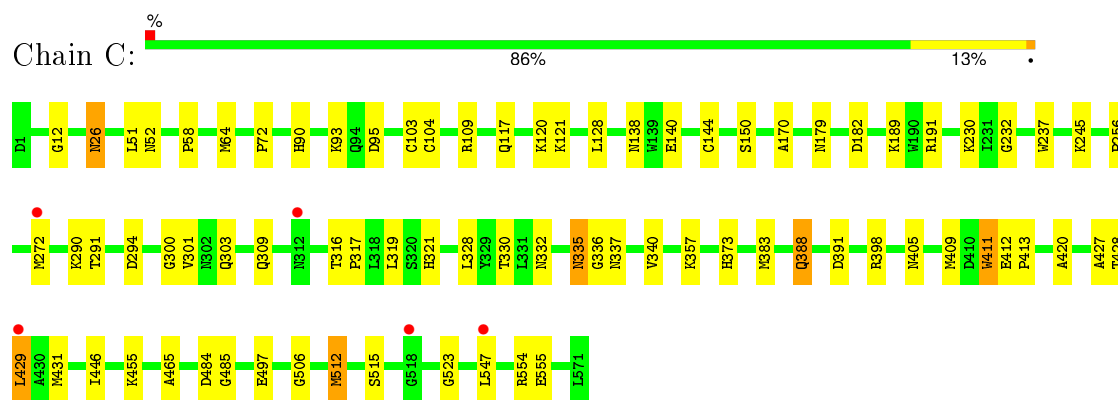 %
Chain C:
86% 13% •
D1 G12 N26 L51 N52 P58 M64 P72 H90 K93 Q94 D95 C103 C104 R109 Q117 K120 K121 L128 N138 W139 E140 C144 S150 A170 N179 D182 K189 W190 R191 K230 I231 G232 W237 K245
M272 K290 T291 D294 G300 V301 N302 Q303 Q309 N312 T316 P317 L318 L319 S320 H321 L328 Y329 T330 L331 N332 N335 G336 N337 V340 K357 H373 M383 Q388 D391 R398 N405 M409 D410 W411 E412 P413 A420 A427
L429 A430 M431 I446 K455 A465 D484 G485 E497 G506 M512 S515 G518 G523 L547 R554 E555 L571